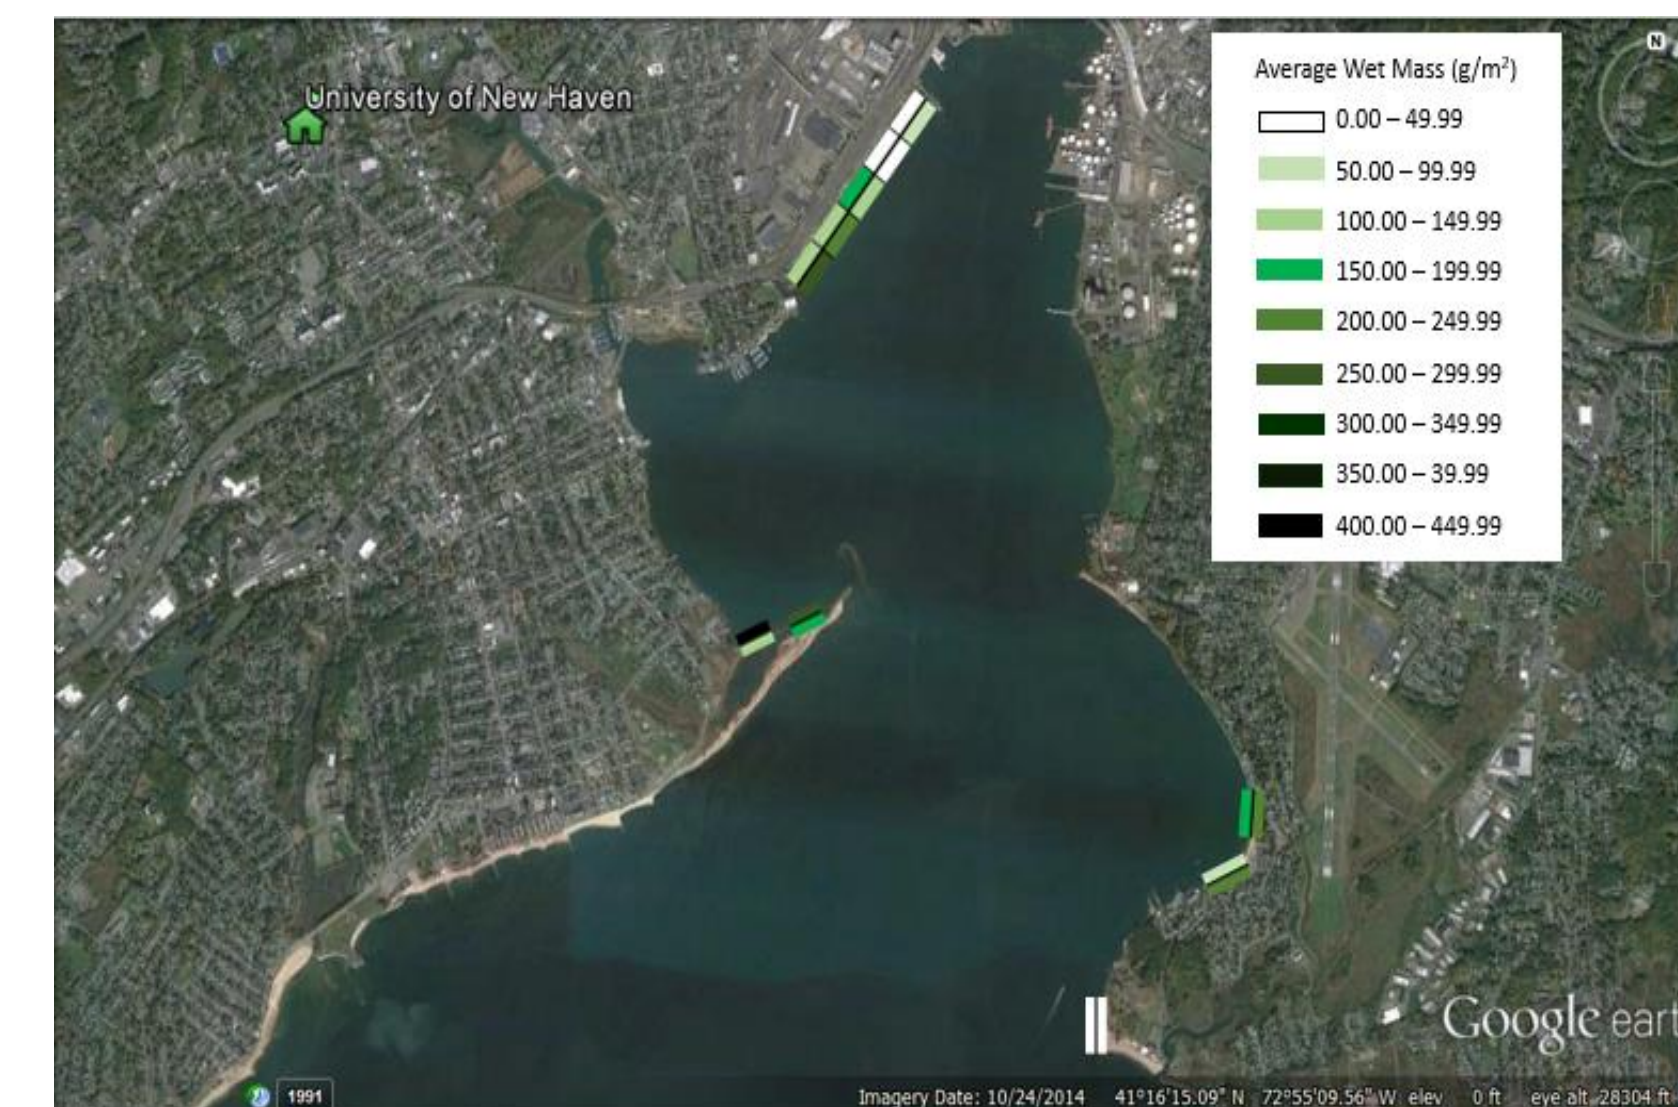 University of New Haven
N
Average Wet Mass (g/m²)
0.00 – 49.99
50.00 – 99.99
100.00 – 149.99
150.00 – 199.99
200.00 – 249.99
250.00 – 299.99
300.00 – 349.99
350.00 – 39.99
400.00 – 449.99
Google eart
1991
Imagery Date: 10/24/2014 41°16'15.09" N 72°55'09.56" W elev 0 ft eye alt 28304 ft